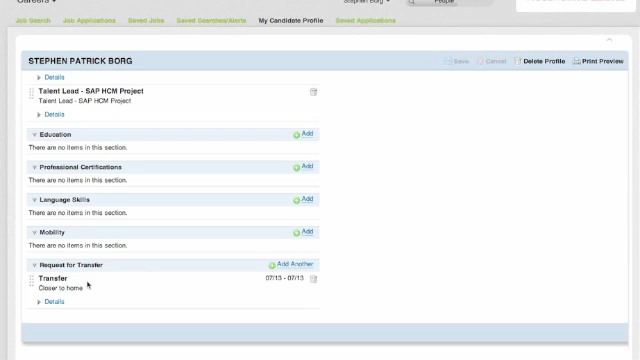 Careers
Stephen Borg
People
Job Search Job Applications Saved Jobs Saved Searches/Alerts My Candidate Profile Saved Applications
STEPHEN PATRICK BORG
Save Cancel Delete Profile Print Preview
Details
Talent Lead - SAP HCM Project
Talent Lead - SAP HCM Project
Details
Education Add
There are no items in this section.
Professional Certifications Add
There are no items in this section.
Language Skills Add
There are no items in this section.
Mobility Add
There are no items in this section.
Request for Transfer Add Another
Transfer 07/13 - 07/13
Closer to home
Details